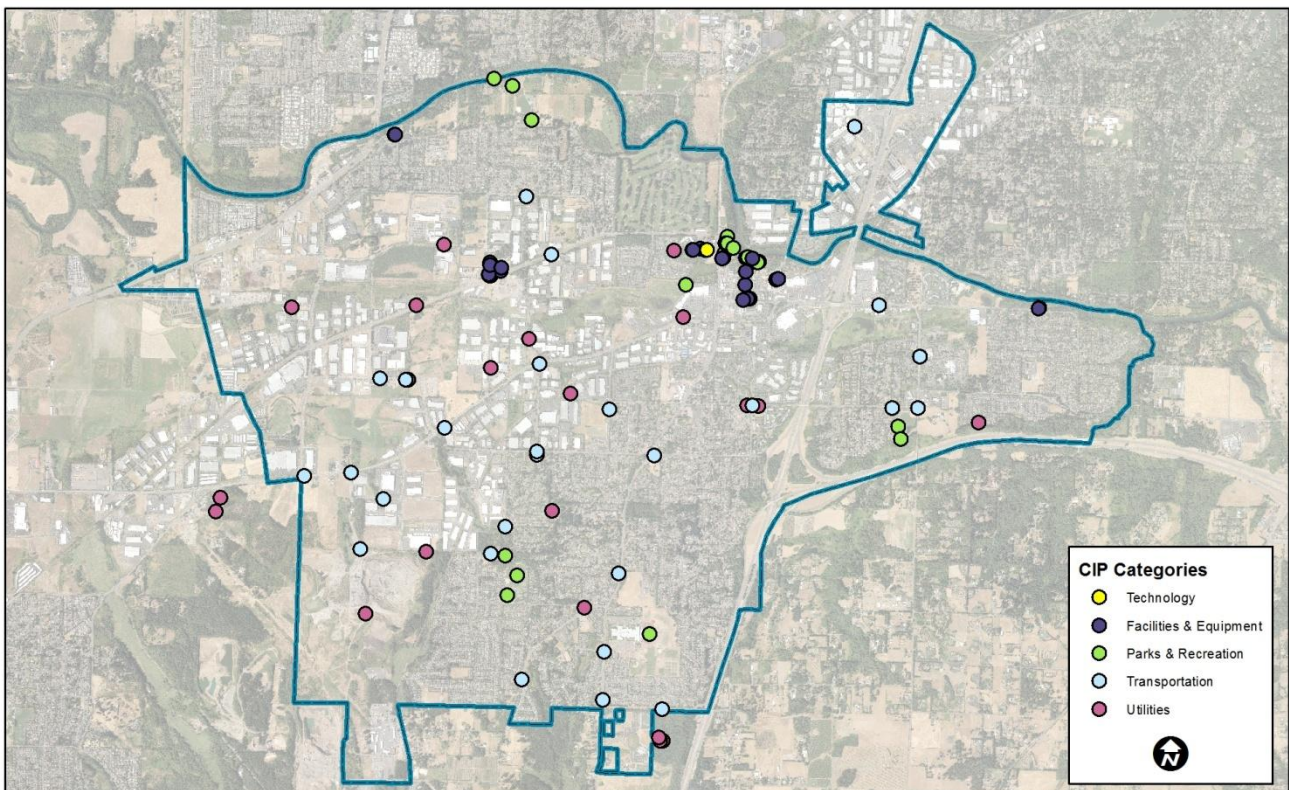 CIP Categories
Technology
Facilities & Equipment
Parks & Recreation
Transportation
Utilities
N